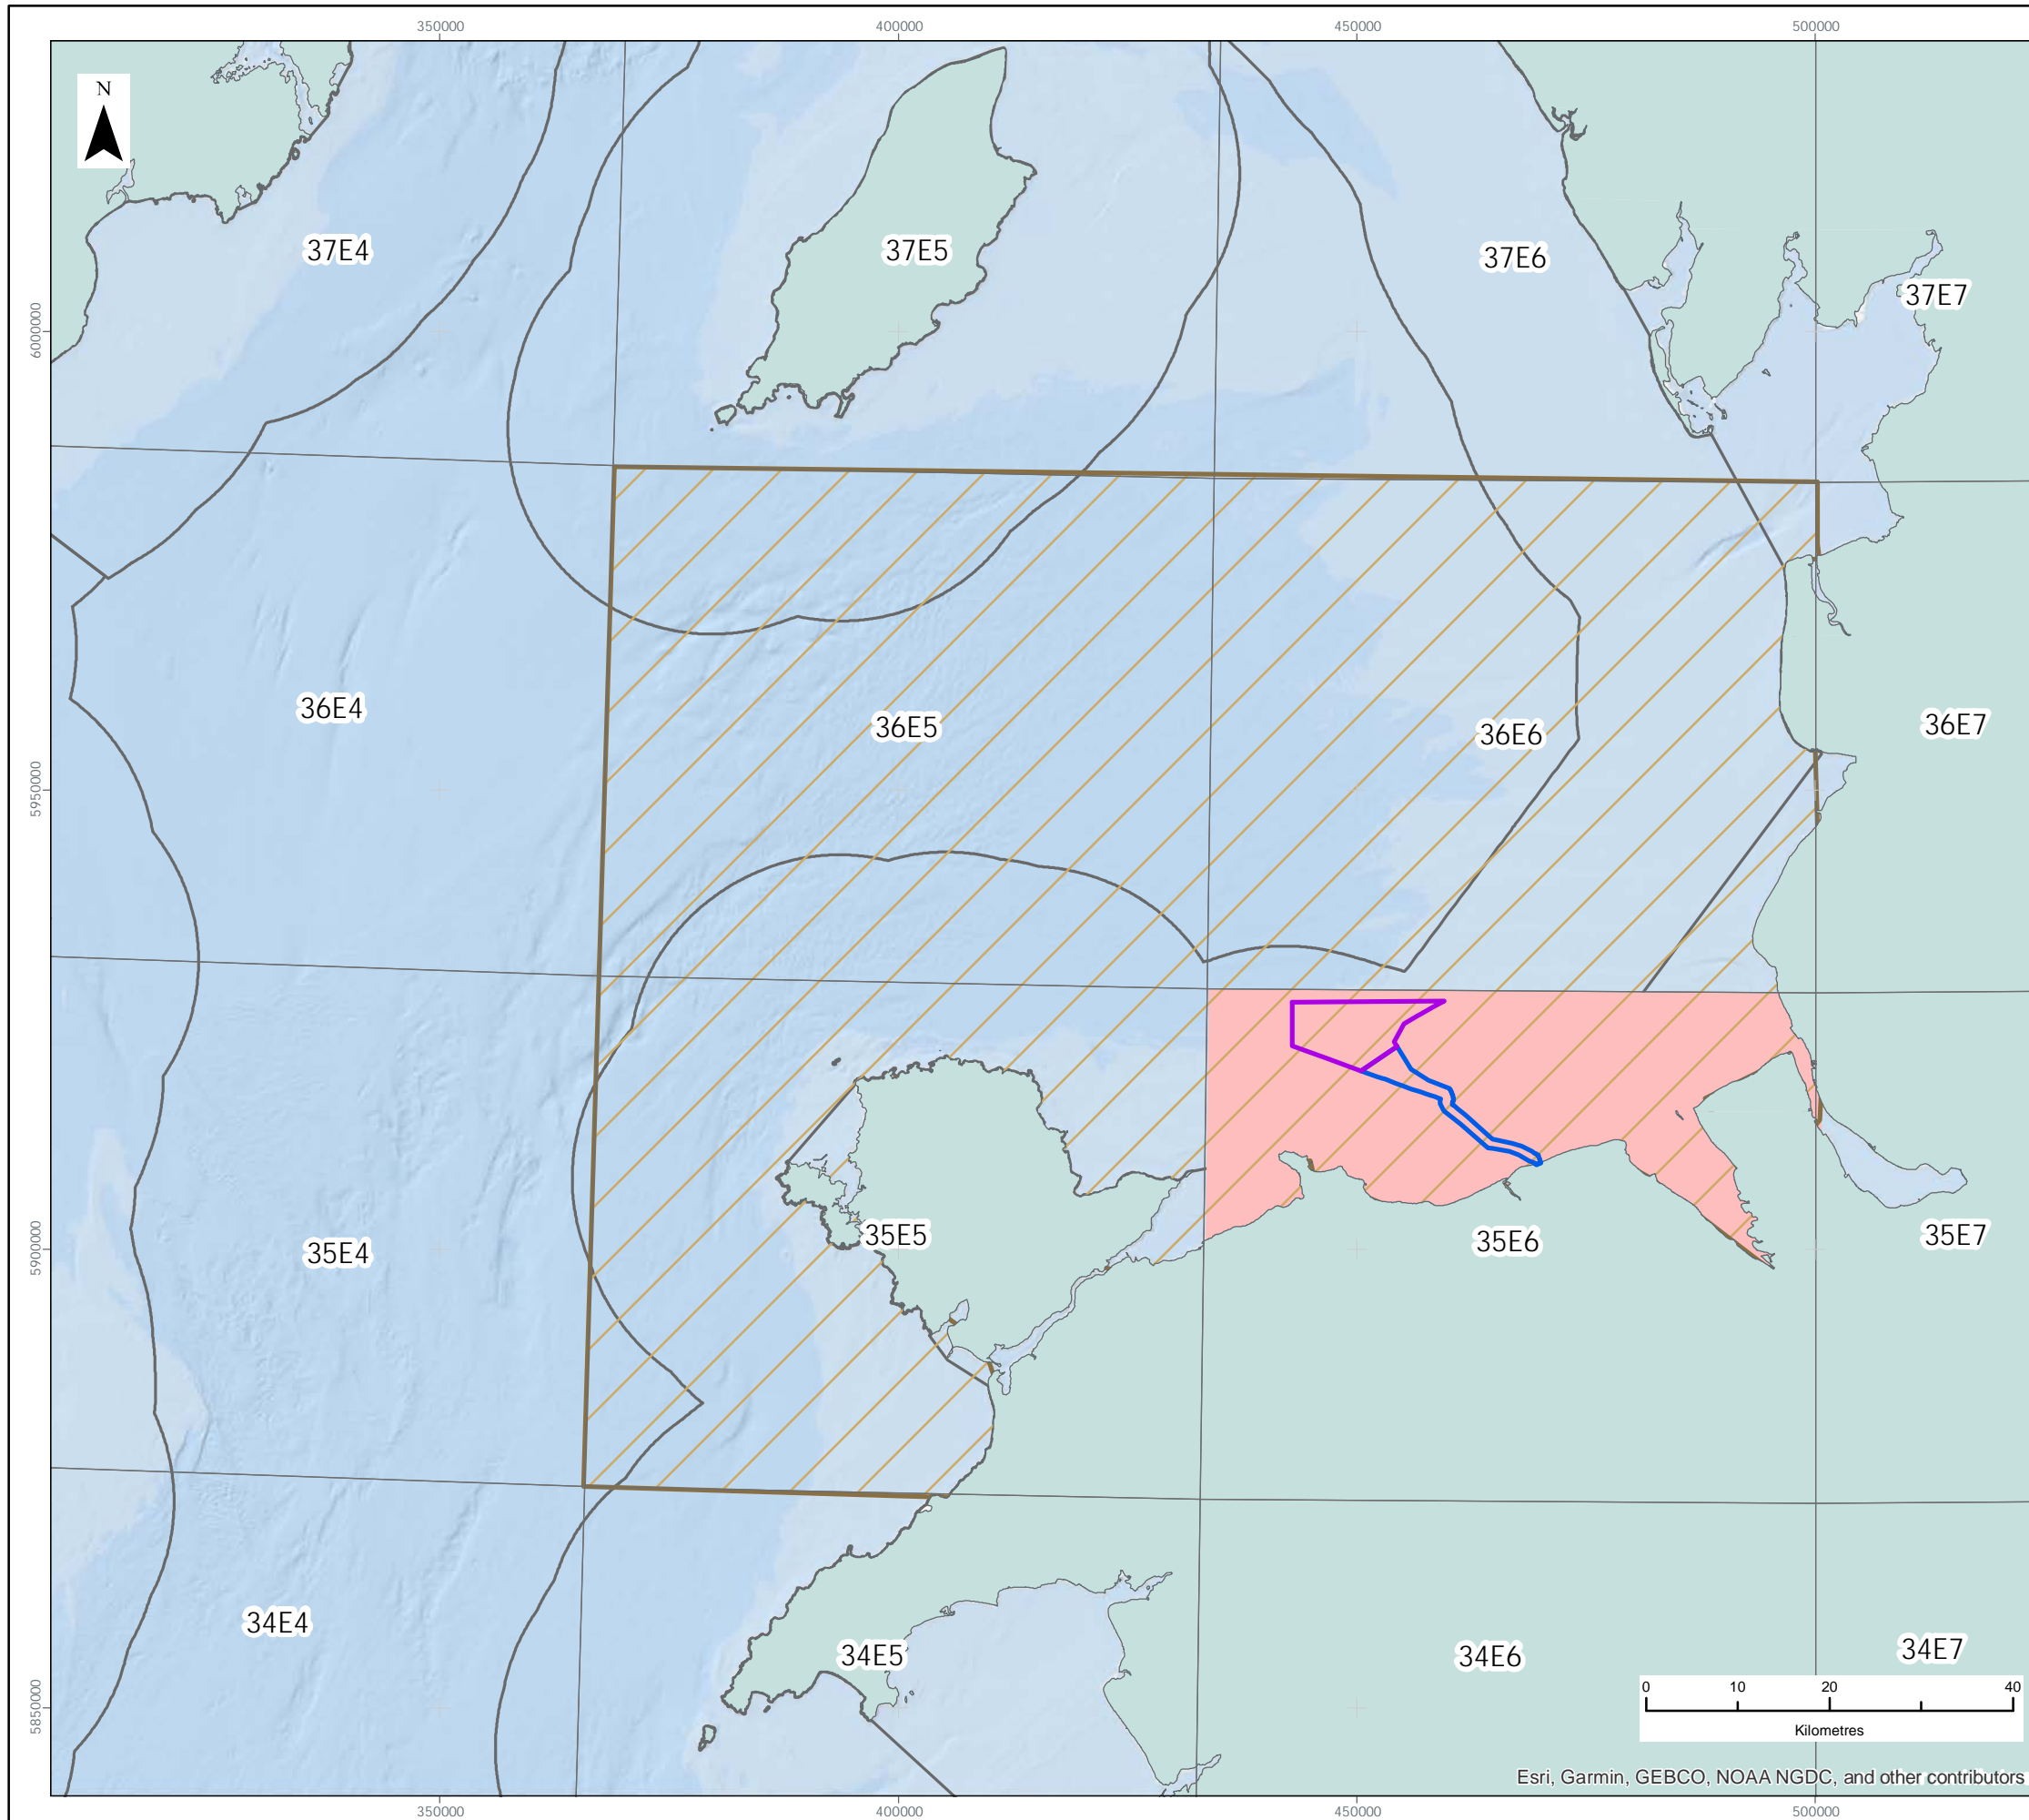 350000 400000 450000 500000
N
37E4 37E5 37E6 37E7
6000000
36E4 36E5 36E6 36E7
5950000
35E4 35E5 35E6 35E7
5900000
34E4 34E5 34E6 34E7
5850000
0 10 20 40
Kilometres
Esri, Garmin, GEBCO, NOAA NGDC, and other contributors
350000 400000 450000 500000